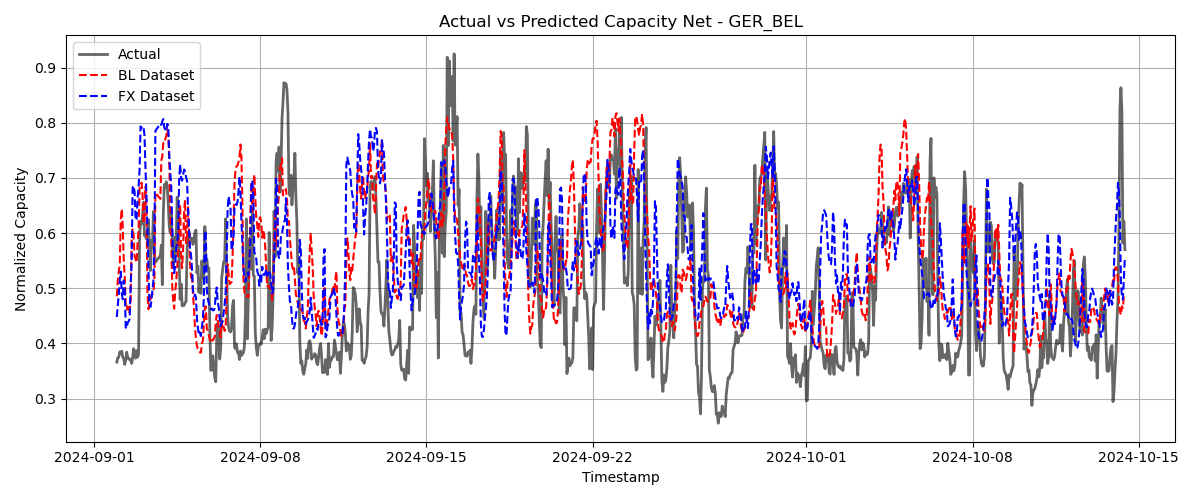 Actual vs Predicted Capacity Net - GER_BEL
Actual
BL Dataset
FX Dataset
Normalized Capacity
0.9
0.8
0.7
0.6
0.5
0.4
0.3
2024-09-01 2024-09-08 2024-09-15 2024-09-22 2024-10-01 2024-10-08 2024-10-15
Timestamp